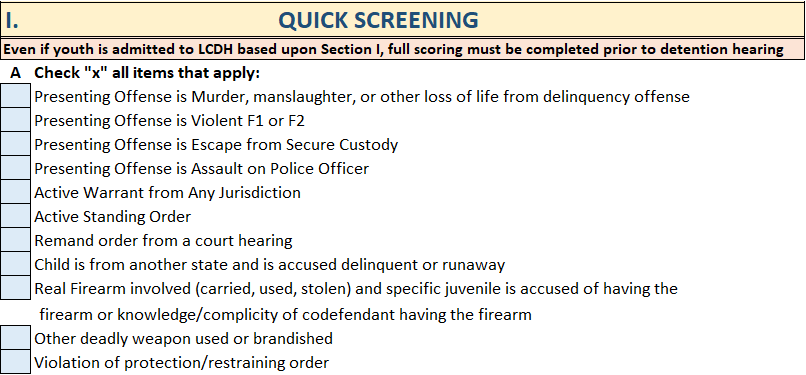 I. QUICK SCREENING
Even if youth is admitted to LCDH based upon Section I, full scoring must be completed prior to detention hearing
A Check "x" all items that apply:
Presenting Offense is Murder, manslaughter, or other loss of life from delinquency offense
Presenting Offense is Violent F1 or F2
Presenting Offense is Escape from Secure Custody
Presenting Offense is Assault on Police Officer
Active Warrant from Any Jurisdiction
Active Standing Order
Remand order from a court hearing
Child is from another state and is accused delinquent or runaway
Real Firearm involved (carried, used, stolen) and specific juvenile is accused of having the
firearm or knowledge/complicity of codefendant having the firearm
Other deadly weapon used or brandished
Violation of protection/restraining order